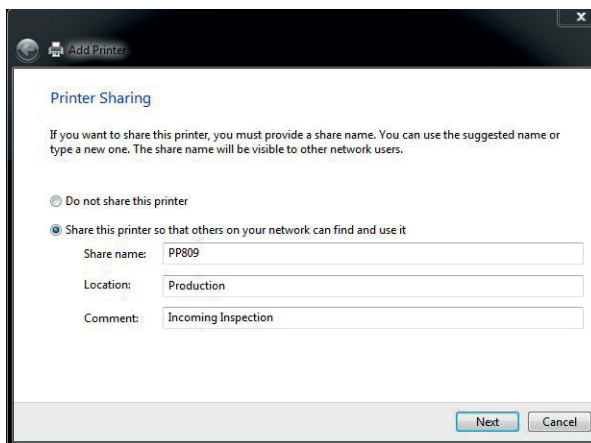 x
Add Printer
Printer Sharing
If you want to share this printer, you must provide a share name. You can use the suggested name or
type a new one. The share name will be visible to other network users.
Do not share this printer
Share this printer so that others on your network can find and use it
Share name: PP809
Location: Production
Comment: Incoming Inspection
Next Cancel